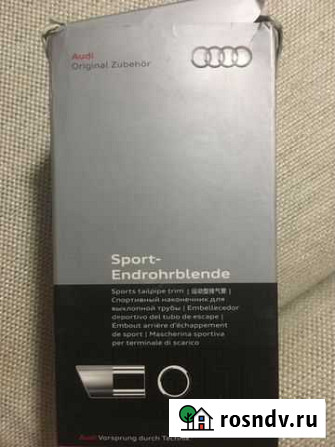 Audi
Original Zubehör
Sport-
Endrohrblende
Sports tailpipe trim | 运动型排气管 |
Спортивный наконечник для
выхлопной трубы | Embellecedor
deportivo del tubo de escape |
Embout arrière d'échappement
de sport | Mascherina sportiva
per terminale di scarico
Audi Vorsprung durch Technik
rosndv.ru